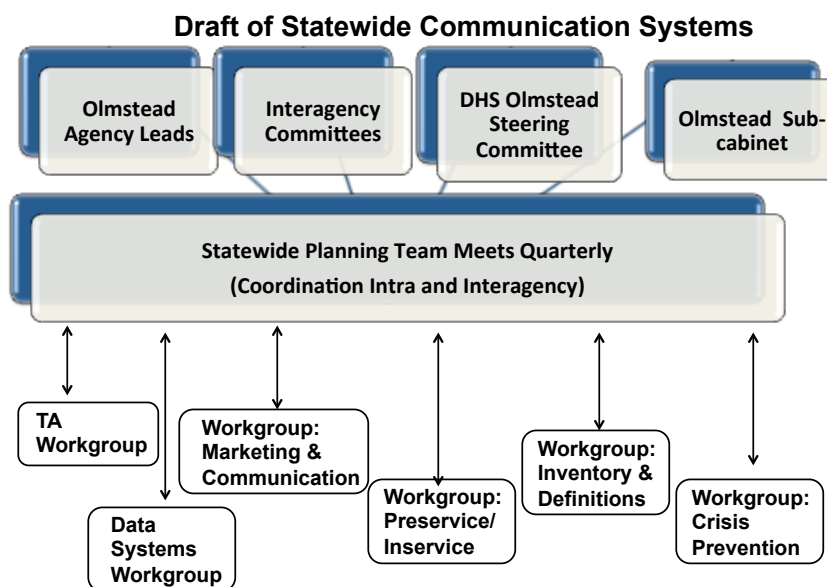 Draft of Statewide Communication Systems
Olmstead
Agency Leads
Interagency
Committees
DHS Olmstead
Steering
Committee
Olmstead Sub-
cabinet
Statewide Planning Team Meets Quarterly
(Coordination Intra and Interagency)
TA
Workgroup
Data
Systems
Workgroup
Workgroup:
Marketing &
Communication
Workgroup:
Preservice/
Inservice
Workgroup:
Inventory &
Definitions
Workgroup:
Crisis
Prevention